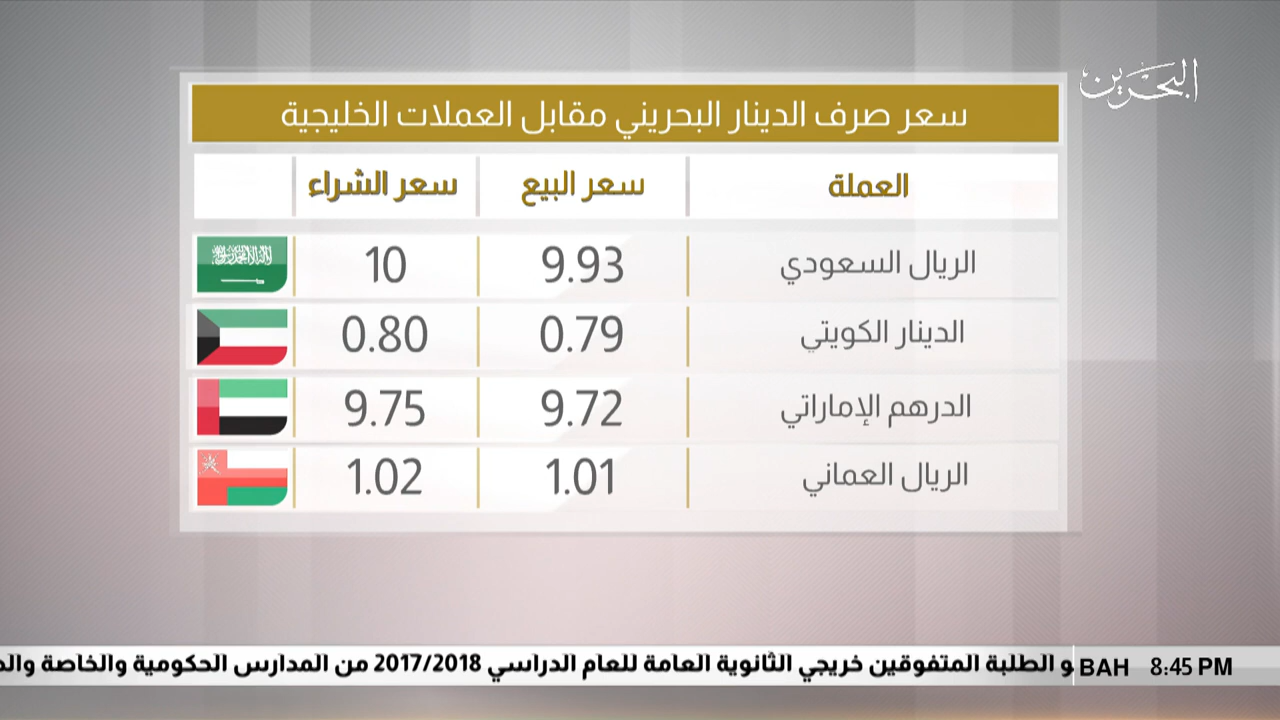 البحرين
سعر صرف الدينار البحريني مقابل العملات الخليجية
العملة سعر البيع سعر الشراء
الريال السعودي 9.93 10
الدينار الكويتي 0.79 0.80
الدرهم الإماراتي 9.72 9.75
الريال العماني 1.01 1.02
و الطلبة المتفوقين خريجي الثانوية العامة للعام الدراسي 2017/2018 من المدارس الحكومية والخاصة
BAH 8:45 PM